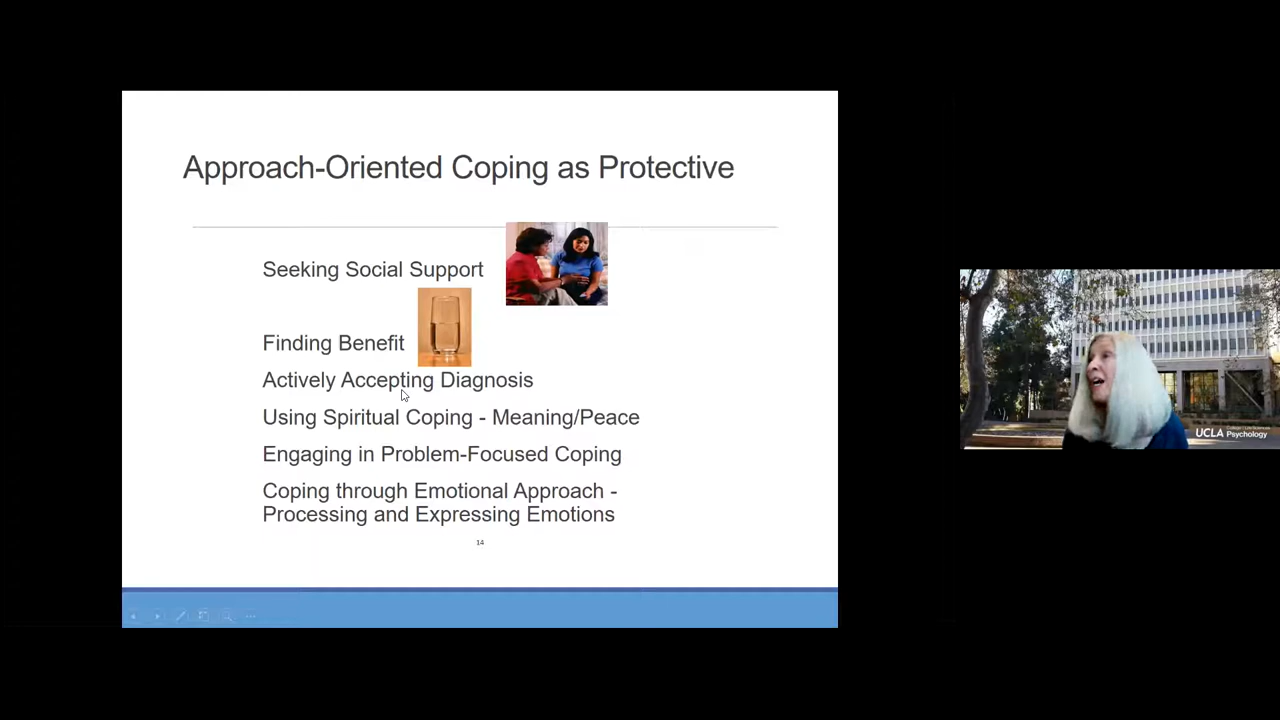 Approach-Oriented Coping as Protective
Seeking Social Support
Finding Benefit
Actively Accepting Diagnosis
Using Spiritual Coping - Meaning/Peace
Engaging in Problem-Focused Coping
Coping through Emotional Approach -
Processing and Expressing Emotions
14
UCLA Psychology